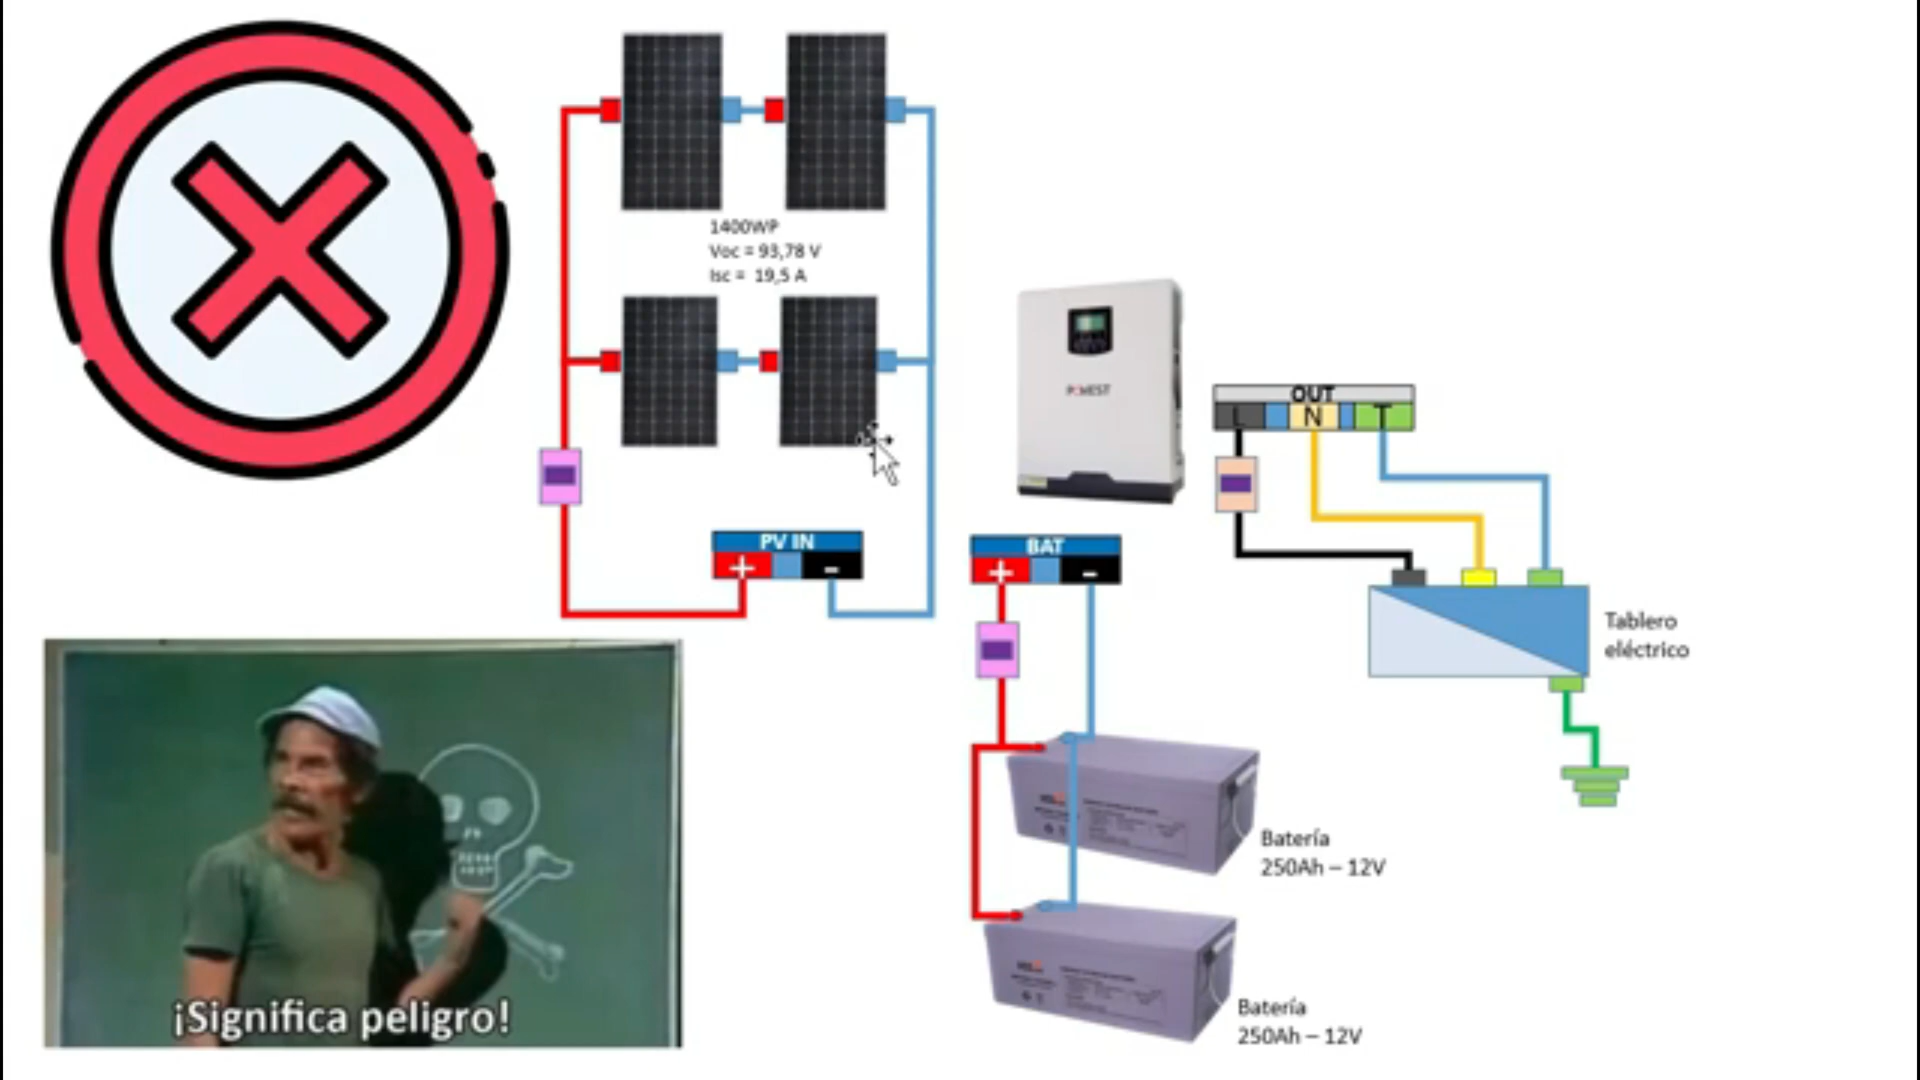 1400WP
Voc = 93,78 V
Isc = 19,5 A
PV IN
+ -
POWEST
OUT
L N T
BAT
+ -
Tablero
eléctrico
Batería
250Ah – 12V
Batería
250Ah – 12V
¡Significa peligro!